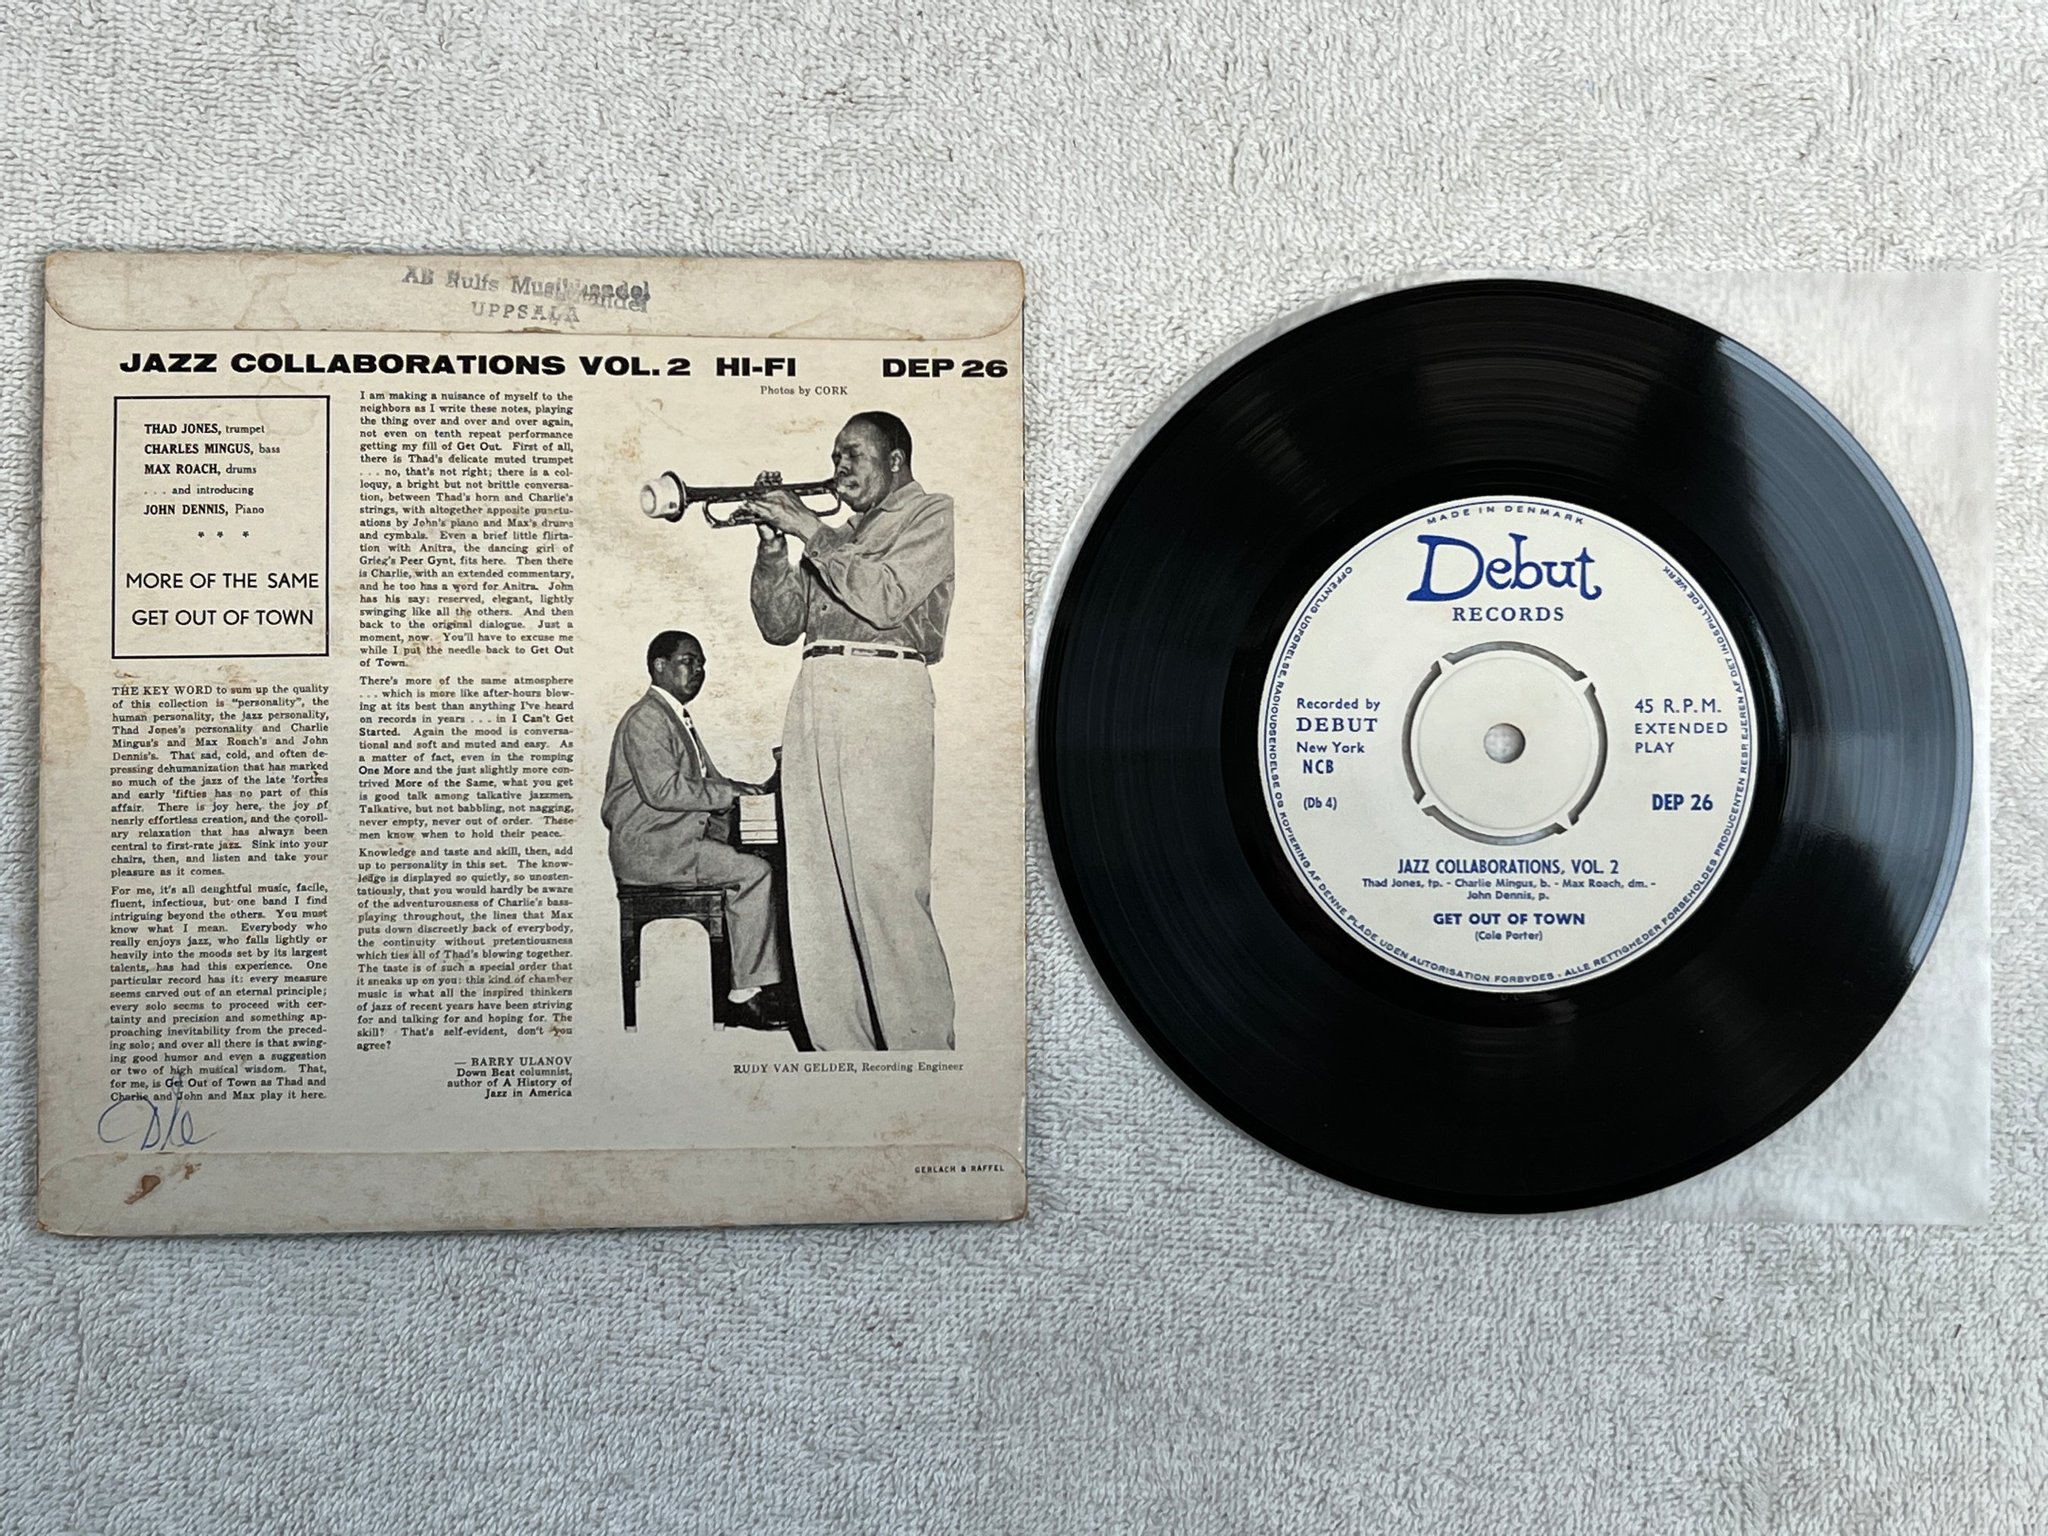 AB Rulfs Musikhandel
UPPSALA
JAZZ COLLABORATIONS VOL. 2 HI-FI DEP 26
Photos by CORK
THAD JONES, trumpet
CHARLES MINGUS, bass
MAX ROACH, drums
. . . and introducing
JOHN DENNIS, Piano
* * *
MORE OF THE SAME
GET OUT OF TOWN
THE KEY WORD to sum up the quality
of this collection is "personality", the
human personality, the jazz personality,
Thad Jones's personality and Charlie
Mingus's and Max Roach's and John
Dennis's. That sad, cold, and often de-
pressing dehumanization that has marked
so much of the jazz of the late 'forties
and early 'fifties has no part of this
affair. There is joy here, the joy of
nearly effortless creation, and the coroll-
ary relaxation that has always been
central to first-rate jazz. Sink into your
chairs, then, and listen and take your
pleasure as it comes.
For me, it's all delightful music, facile,
fluent, infectious, but one band I find
intriguing beyond the others. You must
know what I mean. Everybody who
really enjoys jazz, who falls lightly or
heavily into the moods set by its largest
talents, has had this experience. One
particular record has it: every measure
seems carved out of an eternal principle;
every solo seems to proceed with cer-
tainty and precision and something ap-
proaching inevitability from the preced-
ing solo; and over all there is that swing-
ing good humor and even a suggestion
or two of high musical wisdom. That,
for me, is Get Out of Town as Thad and
Charlie and John and Max play it here.
I am making a nuisance of myself to the
neighbors as I write these notes, playing
the thing over and over and over again,
not even on tenth repeat performance
getting my fill of Get Out. First of all,
there is Thad's delicate muted trumpet
. . . no, that's not right; there is a col-
loquy, a bright but not brittle conversa-
tion, between Thad's horn and Charlie's
strings, with altogether apposite punctu-
ations by John's piano and Max's drums
and cymbals. Even a brief little flirta-
tion with Anitra, the dancing girl of
Grieg's Peer Gynt, fits here. Then there
is Charlie, with an extended commentary,
and he too has a word for Anitra. John
has his say: reserved, elegant, lightly
swinging like all the others. And then
back to the original dialogue. Just a
moment, now. You'll have to excuse me
while I put the needle back to Get Out
of Town.
There's more of the same atmosphere
. . . which is more like after-hours blow-
ing at its best than anything I've heard
on records in years . . . in I Can't Get
Started. Again the mood is conversa-
tional and soft and muted and easy. As
a matter of fact, even in the romping
One More and the just slightly more con-
trived More of the Same, what you get
is good talk among talkative jazzmen.
Talkative, but not babbling, not nagging,
never empty, never out of order. These
men know when to hold their peace.
Knowledge and taste and skill, then, add
up to personality in this set. The know-
ledge is displayed so quietly, so unosten-
tatiously, that you would hardly be aware
of the adventurousness of Charlie's bass-
playing throughout, the lines that Max
puts down discreetly back of everybody,
the continuity without pretentiousness
which ties all of Thad's blowing together.
The taste is of such a special order that
it sneaks up on you: this kind of chamber
music is what all the inspired thinkers
of jazz of recent years have been striving
for and talking for and hoping for. The
skill? That's self-evident, don't you
agree?
— BARRY ULANOV
Down Beat columnist,
author of A History of
Jazz in America
RUDY VAN GELDER, Recording Engineer
GERLACH & RAFFEL
MADE IN DENMARK
Debut
RECORDS
Recorded by
DEBUT
New York
NCB
(Db 4)
45 R.P.M.
EXTENDED
PLAY
DEP 26
JAZZ COLLABORATIONS, VOL. 2
Thad Jones, tp. - Charlie Mingus, b. - Max Roach, dm. -
John Dennis, p.
GET OUT OF TOWN
(Cole Porter)
OFFENTLIG UDFØRELSE, RADIOUDSENDELSE OG KOPIERING AF DENNE PLADE UDEN AUTORISATION FORBYDES - ALLE RETTIGHEDER FORBEHOLDES PRODUCENTEN RESP. EJEREN AF DET INDSPILLEDE VÆRK